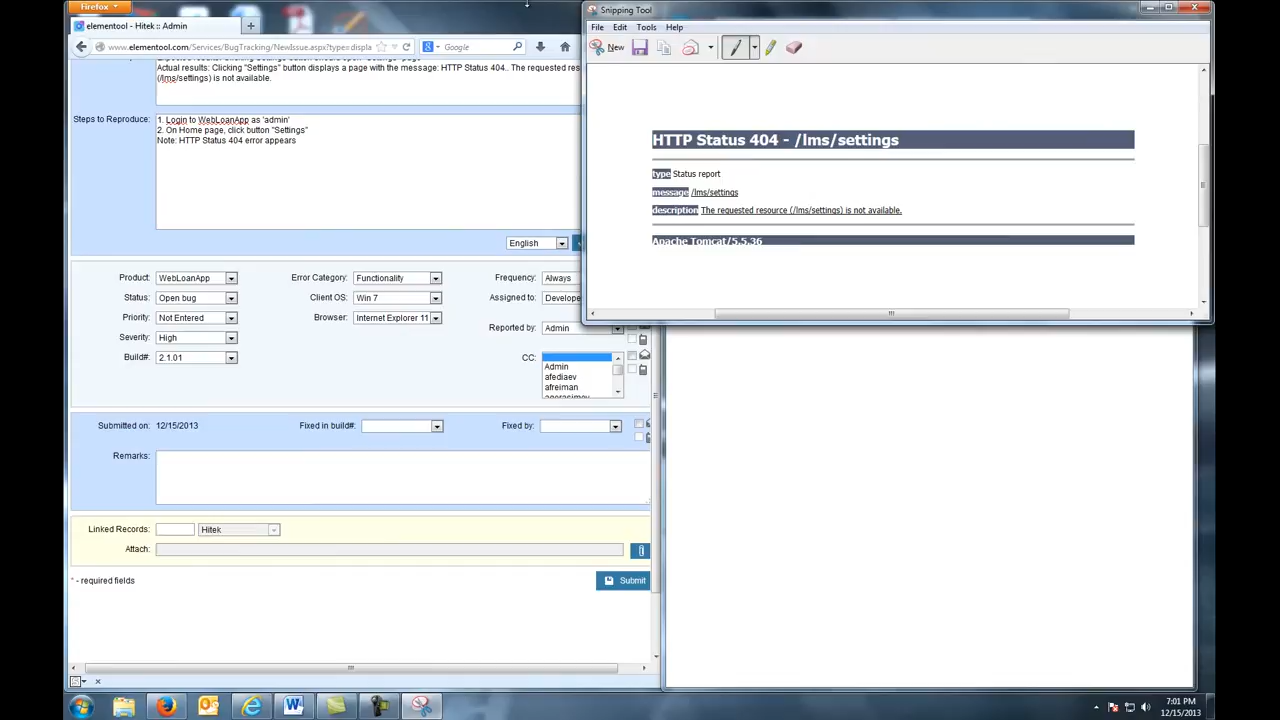 Firefox
elementool - Hitek :: Admin
www.elementool.com/Services/BugTracking/NewIssue.aspx?type=displa
Google
Actual results: Clicking "Settings" button displays a page with the message: HTTP Status 404.. The requested res
(/lms/settings) is not available.
Steps to Reproduce:
1. Login to WebLoanApp as 'admin'
2. On Home page, click button "Settings"
Note: HTTP Status 404 error appears
English
Product: WebLoanApp
Error Category: Functionality
Frequency: Always
Status: Open bug
Client OS: Win 7
Assigned to: Develope
Priority: Not Entered
Browser: Internet Explorer 11
Reported by: Admin
Severity: High
Build#: 2.1.01
CC:
Admin
afediaev
afreiman
Submitted on: 12/15/2013
Fixed in build#:
Fixed by:
Remarks:
Linked Records:
Hitek
Attach:
* - required fields
Submit
Snipping Tool
File Edit Tools Help
New
HTTP Status 404 - /lms/settings
type Status report
message /lms/settings
description The requested resource (/lms/settings) is not available.
Apache Tomcat/5.5.36
7:01 PM
12/15/2013